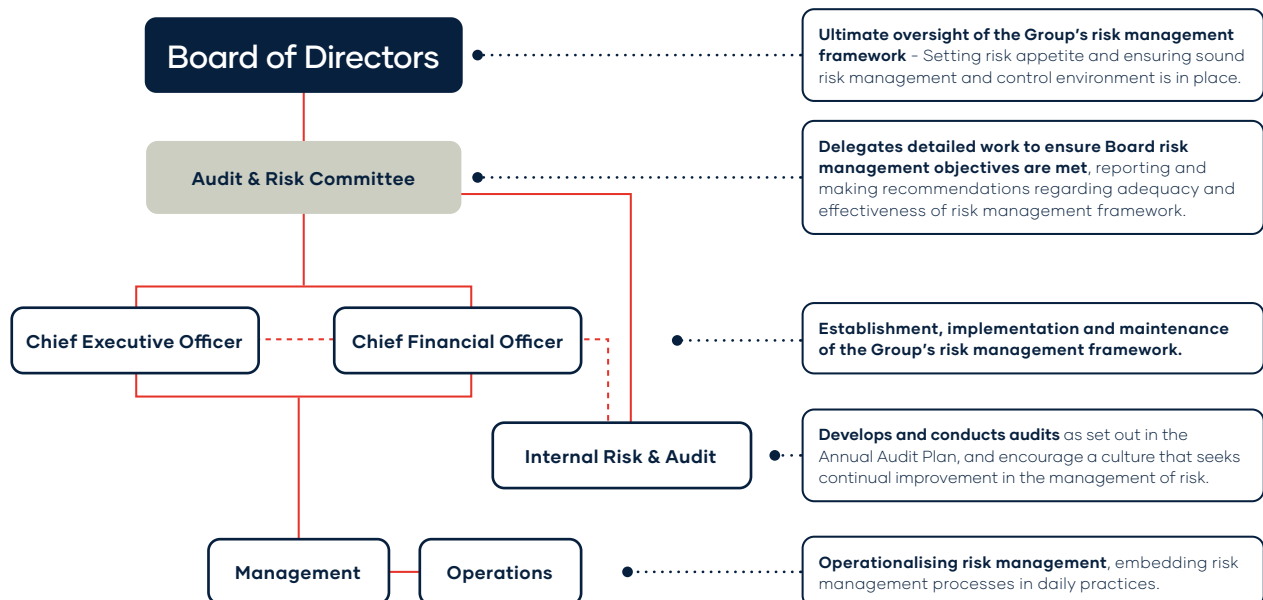 Board of Directors
Ultimate oversight of the Group's risk management
framework - Setting risk appetite and ensuring sound
risk management and control environment is in place.
Audit & Risk Committee
Delegates detailed work to ensure Board risk
management objectives are met, reporting and
making recommendations regarding adequacy and
effectiveness of risk management framework.
Chief Executive Officer
Chief Financial Officer
Establishment, implementation and maintenance
of the Group's risk management framework.
Internal Risk & Audit
Develops and conducts audits as set out in the
Annual Audit Plan, and encourage a culture that seeks
continual improvement in the management of risk.
Management
Operations
Operationalising risk management, embedding risk
management processes in daily practices.